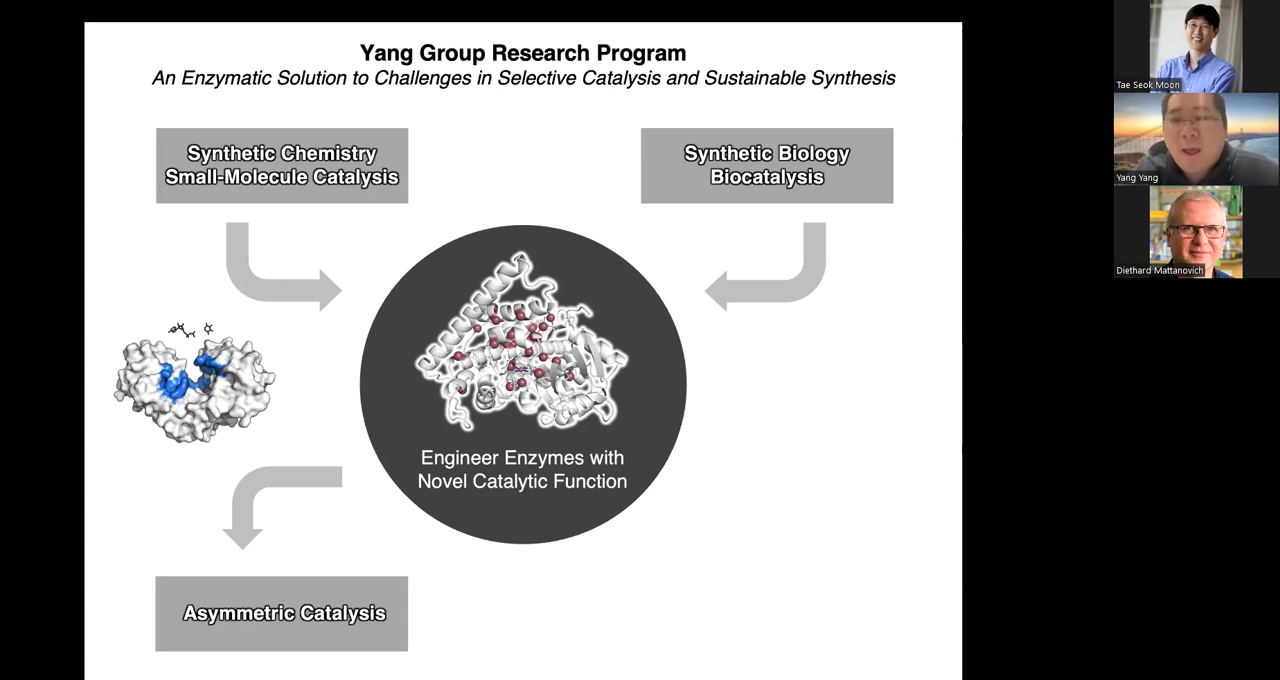 Yang Group Research Program
An Enzymatic Solution to Challenges in Selective Catalysis and Sustainable Synthesis
Synthetic Chemistry
Small-Molecule Catalysis
Synthetic Biology
Biocatalysis
Engineer Enzymes with
Novel Catalytic Function
Asymmetric Catalysis
Tae Seok Moon
Yang Yang
Diethard Mattanovich